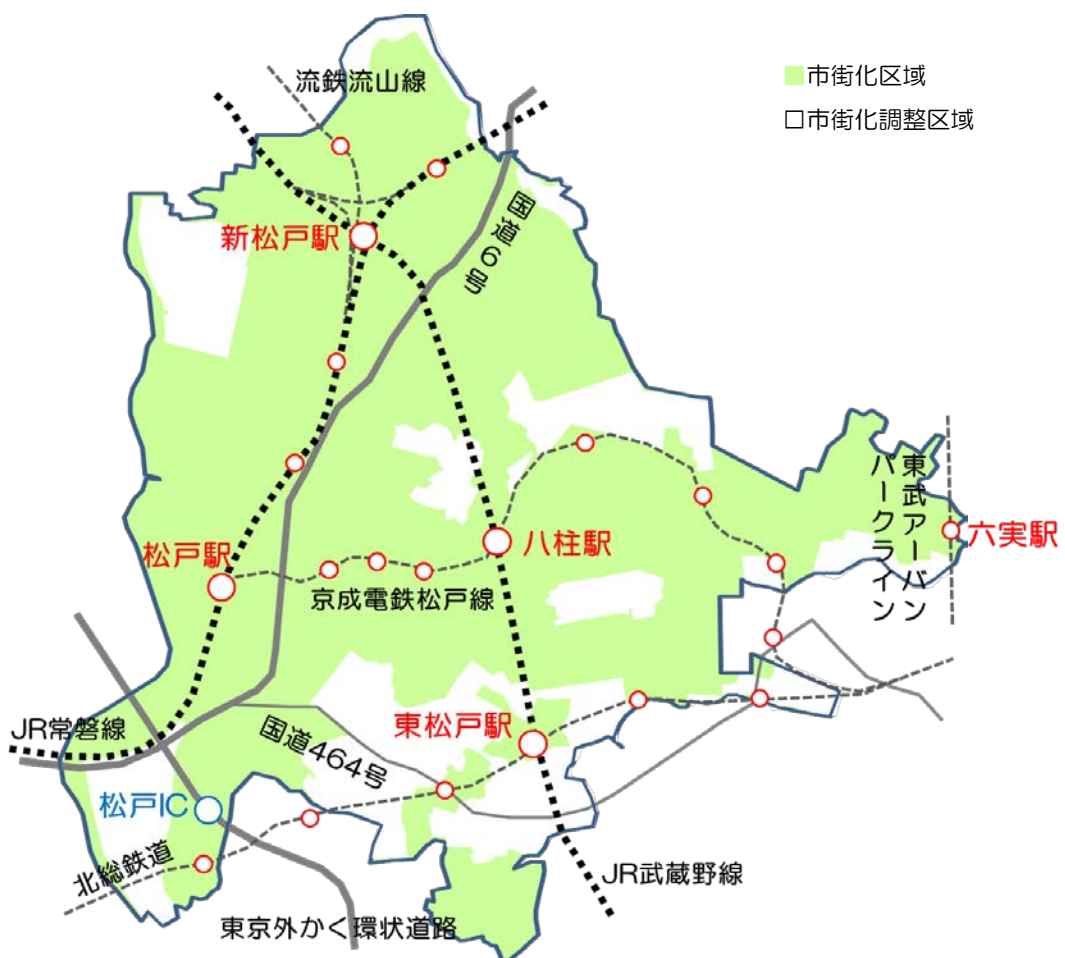 流鉄流山線
市街化区域
市街化調整区域
新松戸駅
国道6号
東武アーバン
パークライン
六実駅
松戸駅
八柱駅
京成電鉄松戸線
JR常磐線
国道464号
東松戸駅
松戸IC
北総鉄道
JR武蔵野線
東京外かく環状道路